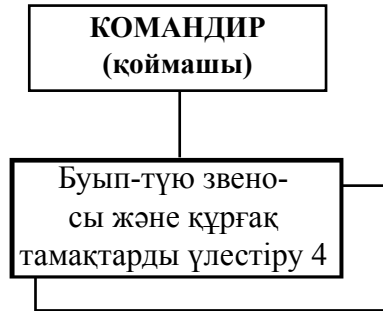 КОМАНДИР
(қоймашы)
Буып-түю звено-
сы және құрғақ
тамақтарды үлестіру 4